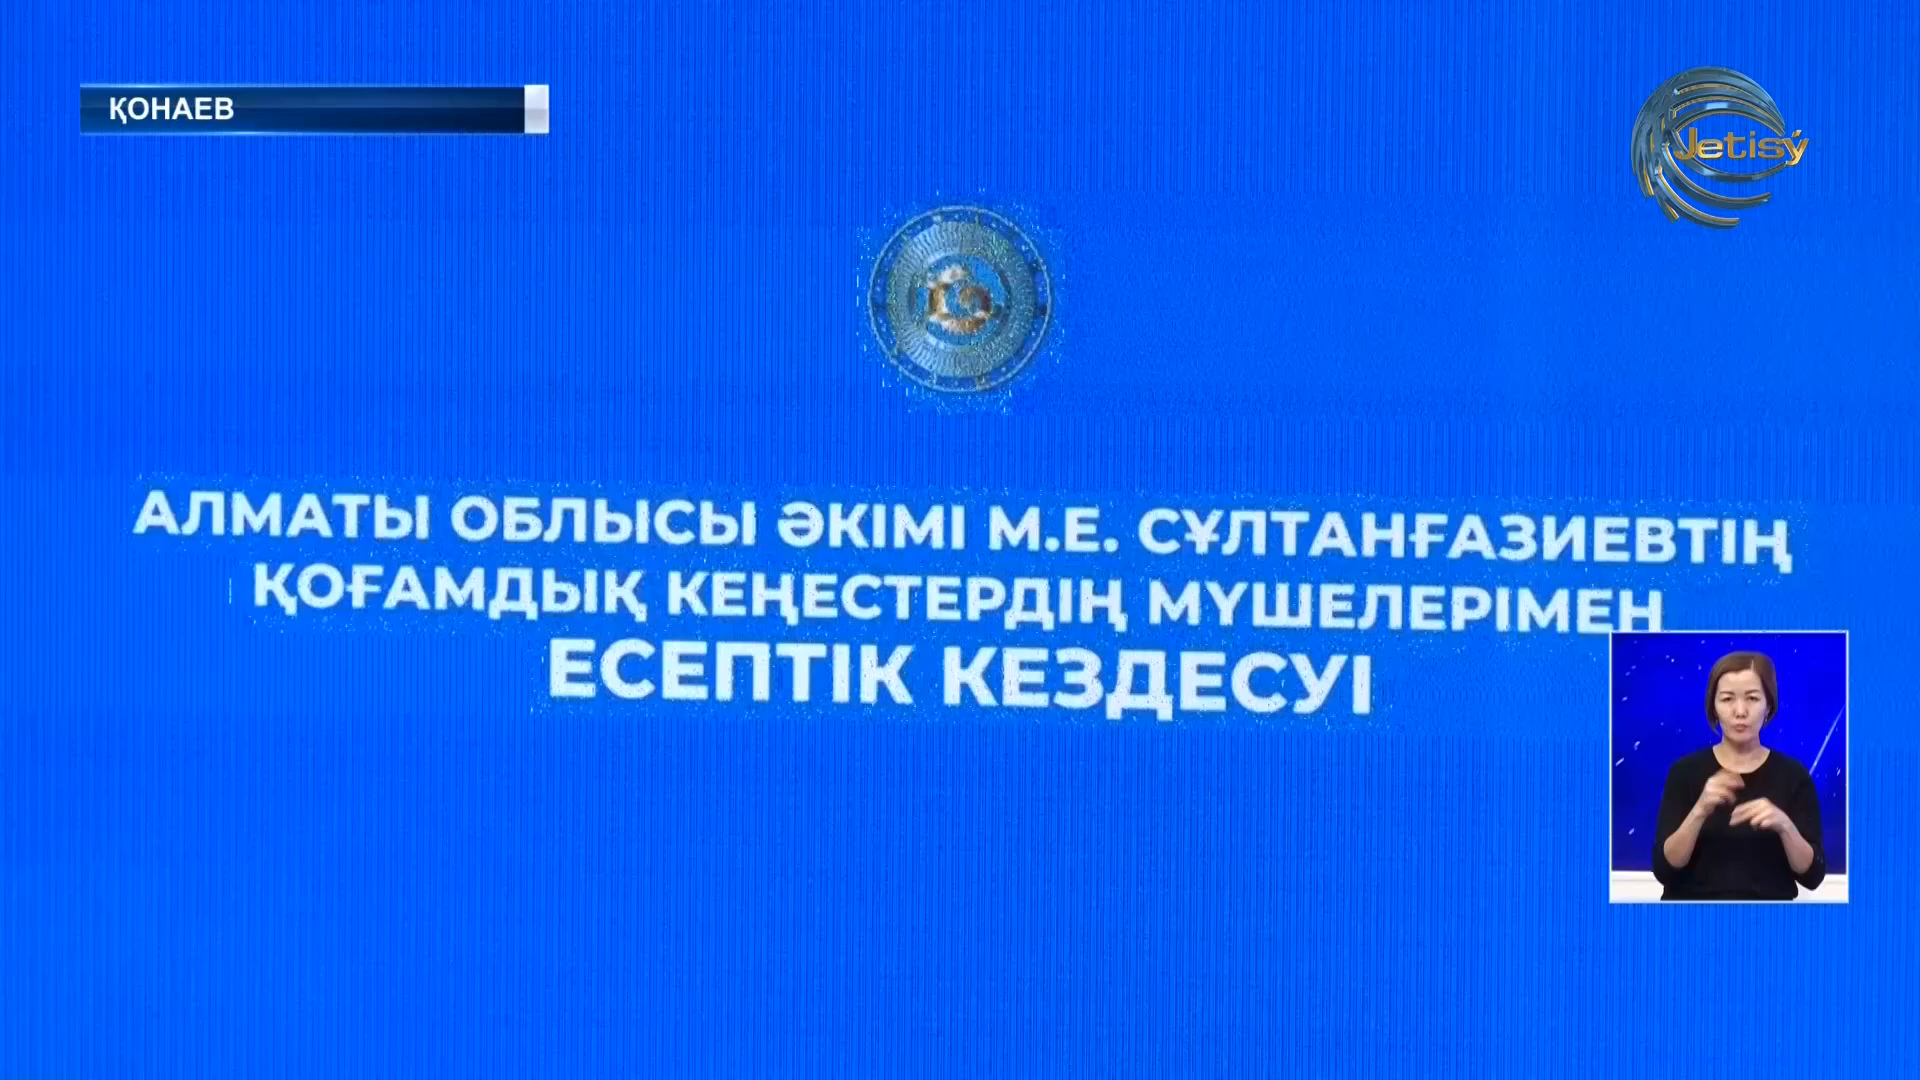 ҚОНАЕВ
Jetisý
АЛМАТЫ ОБЛЫСЫ ӘКІМІ М.Е. СҰЛТАНҒАЗИЕВТІҢ
ҚОҒАМДЫҚ КЕҢЕСТЕРДІҢ МҮШЕЛЕРІМЕН
ЕСЕПТІК КЕЗДЕСУІ